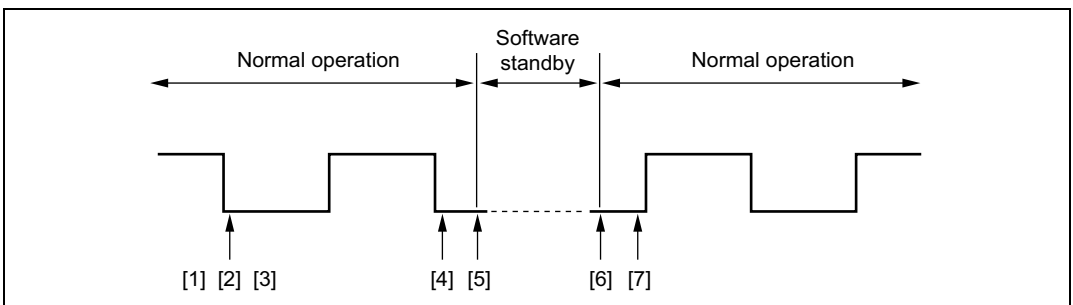 Normal operation
Software
standby
Normal operation
[1] [2] [3]
[4] [5]
[6] [7]